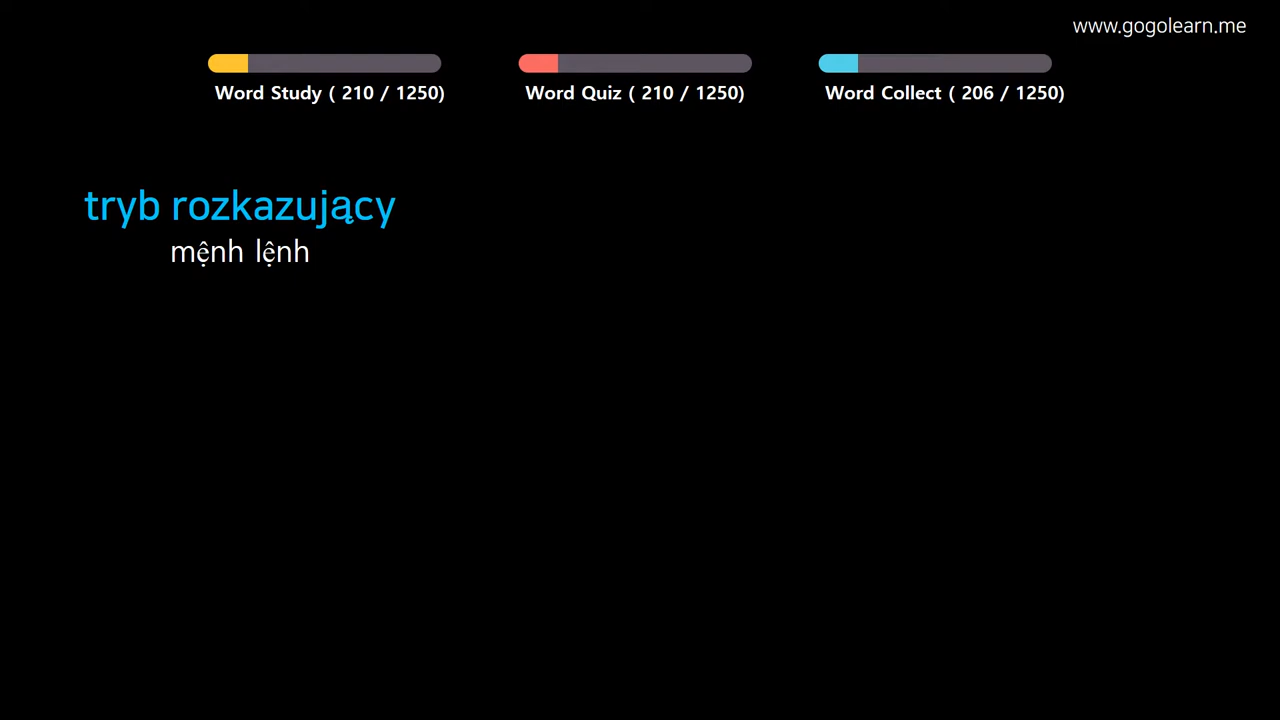 www.gogolearn.me
Word Study ( 210 / 1250)
Word Quiz ( 210 / 1250)
Word Collect ( 206 / 1250)
tryb rozkazujący
mệnh lệnh